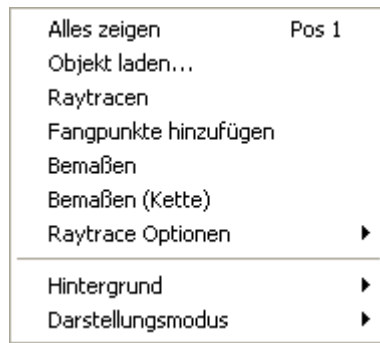 Alles zeigen Pos 1
Objekt laden...
Raytracen
Fangpunkte hinzufügen
Bemaßen
Bemaßen (Kette)
Raytrace Optionen
Hintergrund
Darstellungsmodus